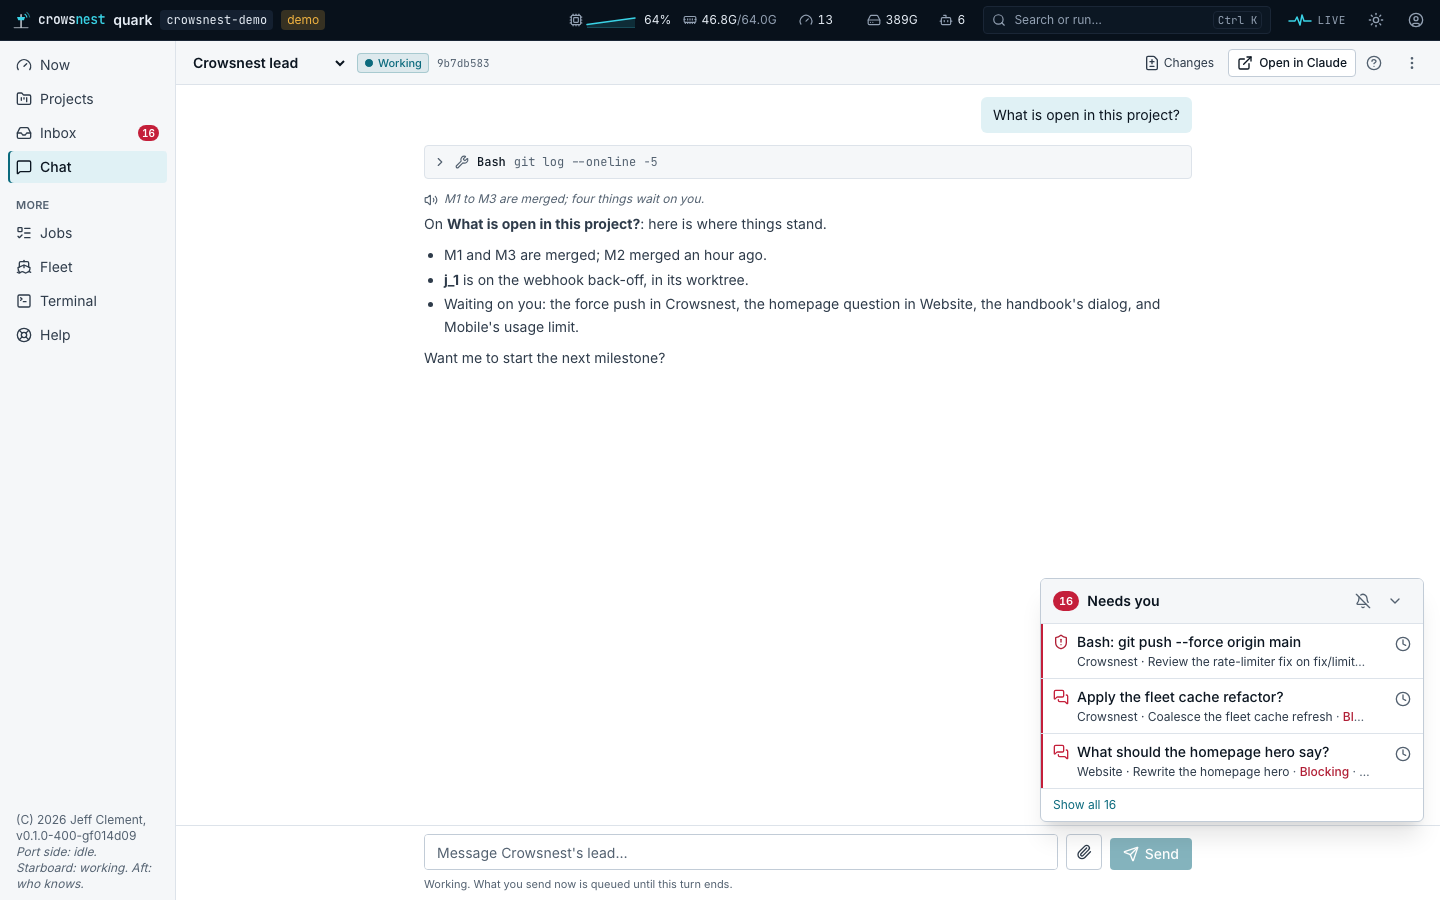 crowsnest quark crowsnest-demo demo 64% 46.8G/64.0G 13 389G 6 Search or run... Ctrl K LIVE
Now
Projects
Inbox 16
Chat
MORE
Jobs
Fleet
Terminal
Help
(C) 2026 Jeff Clement,
v0.1.0-400-gf014d09
Port side: idle.
Starboard: working. Aft:
who knows.
Crowsnest lead Working 9b7db583 Changes Open in Claude
What is open in this project?
Bash git log --oneline -5
M1 to M3 are merged; four things wait on you.
On What is open in this project?: here is where things stand.
• M1 and M3 are merged; M2 merged an hour ago.
• j_1 is on the webhook back-off, in its worktree.
• Waiting on you: the force push in Crowsnest, the homepage question in Website, the handbook's dialog, and
Mobile's usage limit.
Want me to start the next milestone?
16 Needs you
Bash: git push --force origin main
Crowsnest · Review the rate-limiter fix on fix/limit...
Apply the fleet cache refactor?
Crowsnest · Coalesce the fleet cache refresh · Bl...
What should the homepage hero say?
Website · Rewrite the homepage hero · Blocking · ...
Show all 16
Message Crowsnest's lead... Send
Working. What you send now is queued until this turn ends.